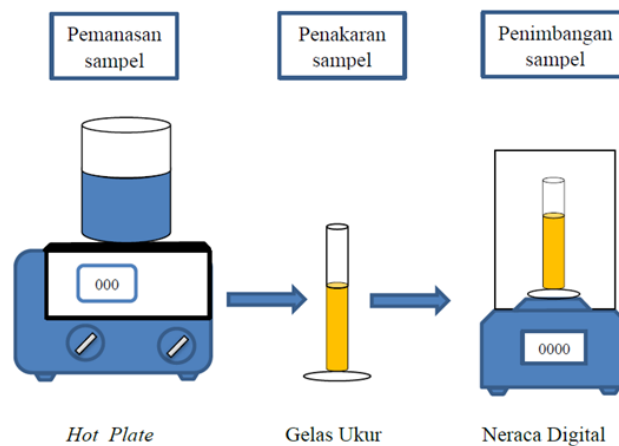 Pemanasan
sampel
Penakaran
sampel
Penimbangan
sampel
000
0000
Hot Plate
Gelas Ukur
Neraca Digital